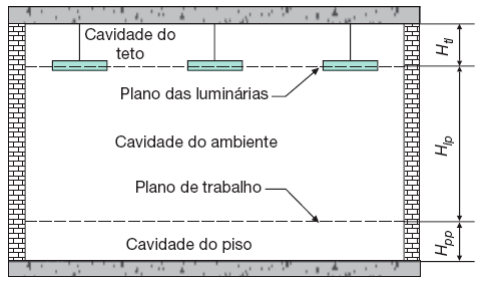 Cavidade do
teto
Plano das luminárias
Cavidade do ambiente
Plano de trabalho
Cavidade do piso
Htl
Hlp
Hpp